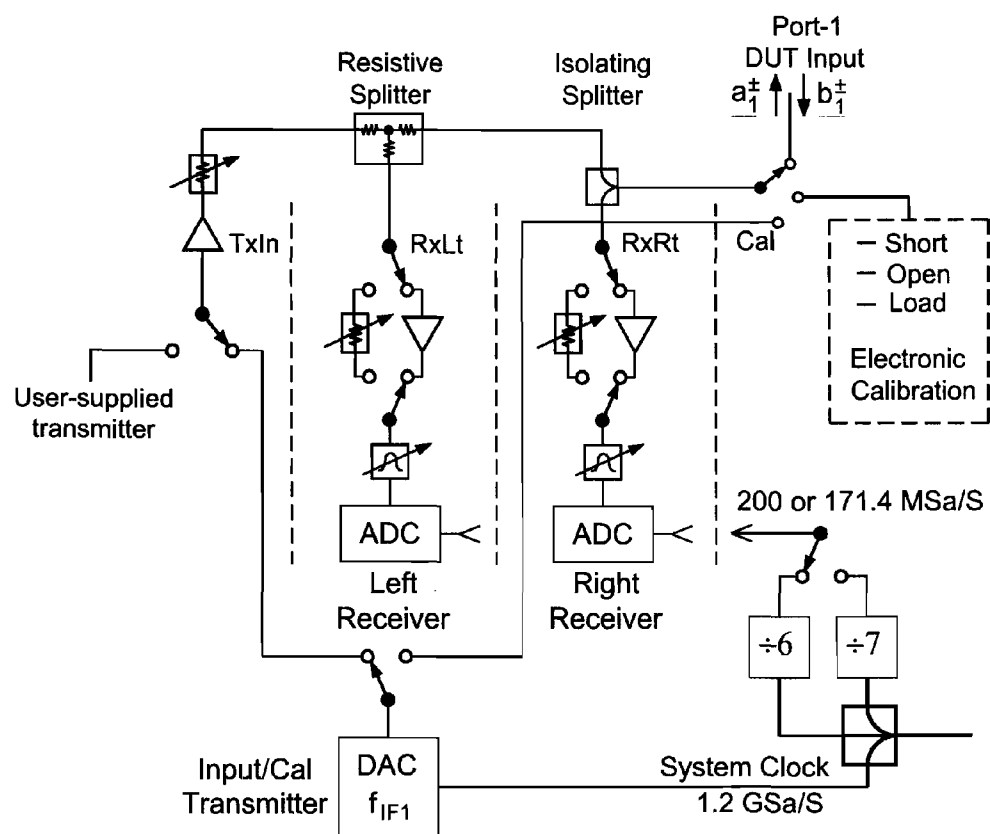 Port-1
DUT Input
a₁± b₁±
Resistive
Splitter
Isolating
Splitter
TxIn
RxLt
RxRt
Cal
Short
Open
Load
Electronic
Calibration
User-supplied
transmitter
ADC
ADC
Left
Receiver
Right
Receiver
200 or 171.4 MSa/S
÷6
÷7
Input/Cal
Transmitter
DAC
fIF1
System Clock
1.2 GSa/S